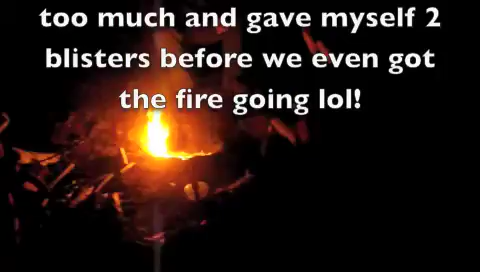 too much and gave myself 2
blisters before we even got
the fire going lol!